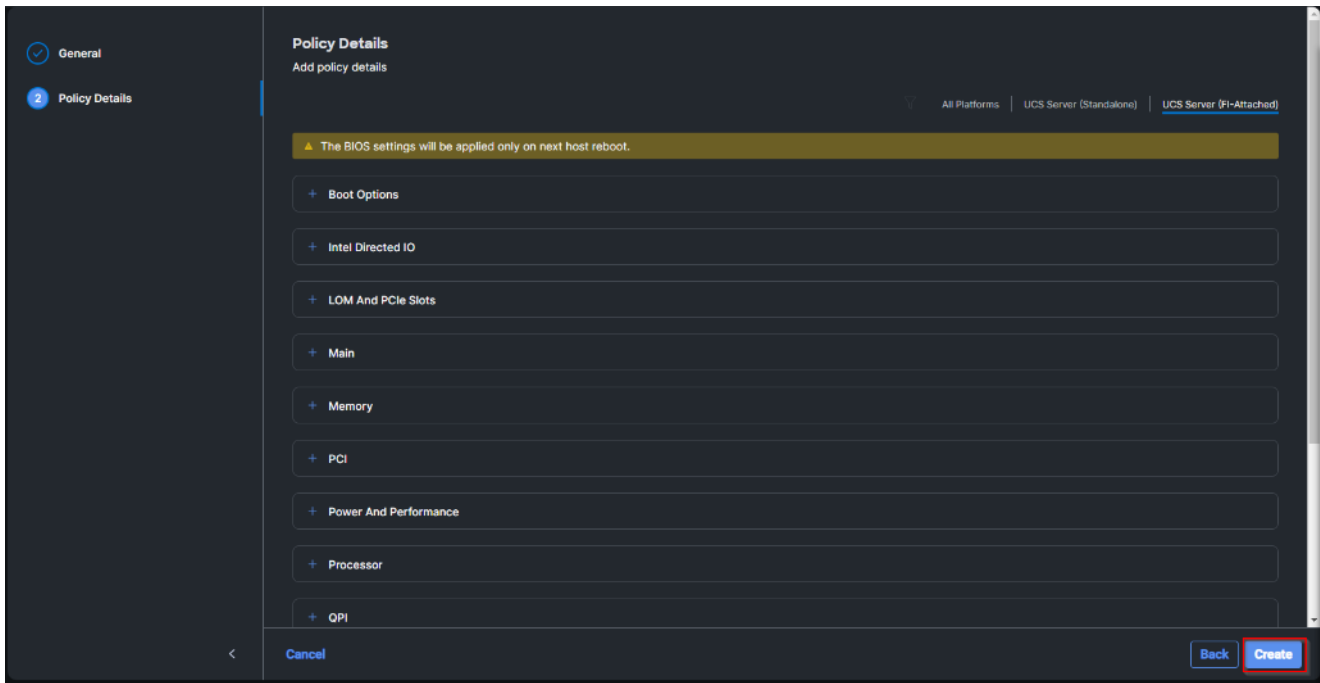 General
2 Policy Details
Policy Details
Add policy details
All Platforms | UCS Server (Standalone) | UCS Server (FI-Attached)
The BIOS settings will be applied only on next host reboot.
+ Boot Options
+ Intel Directed IO
+ LOM And PCIe Slots
+ Main
+ Memory
+ PCI
+ Power And Performance
+ Processor
+ QPI
< Cancel Back Create